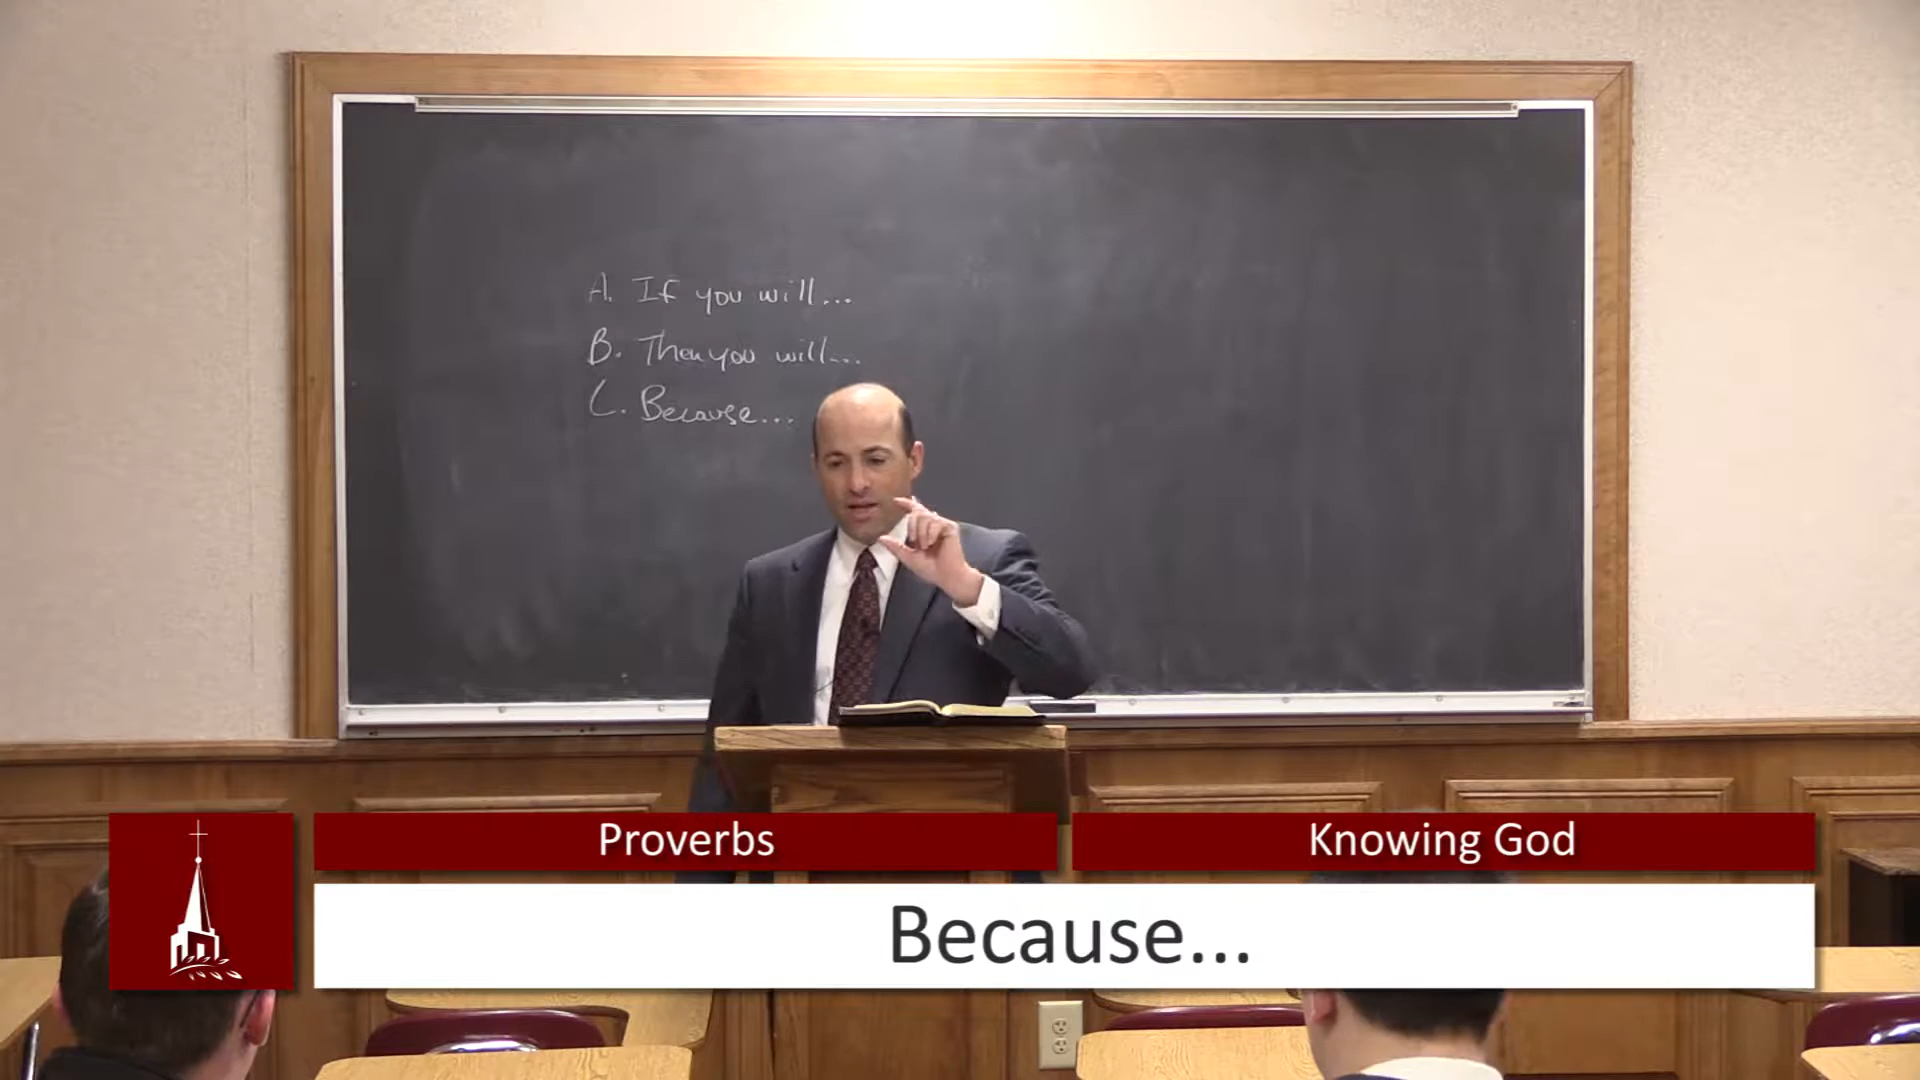 A. If you will...
B. Then you will...
C. Because...
Proverbs
Knowing God
Because...